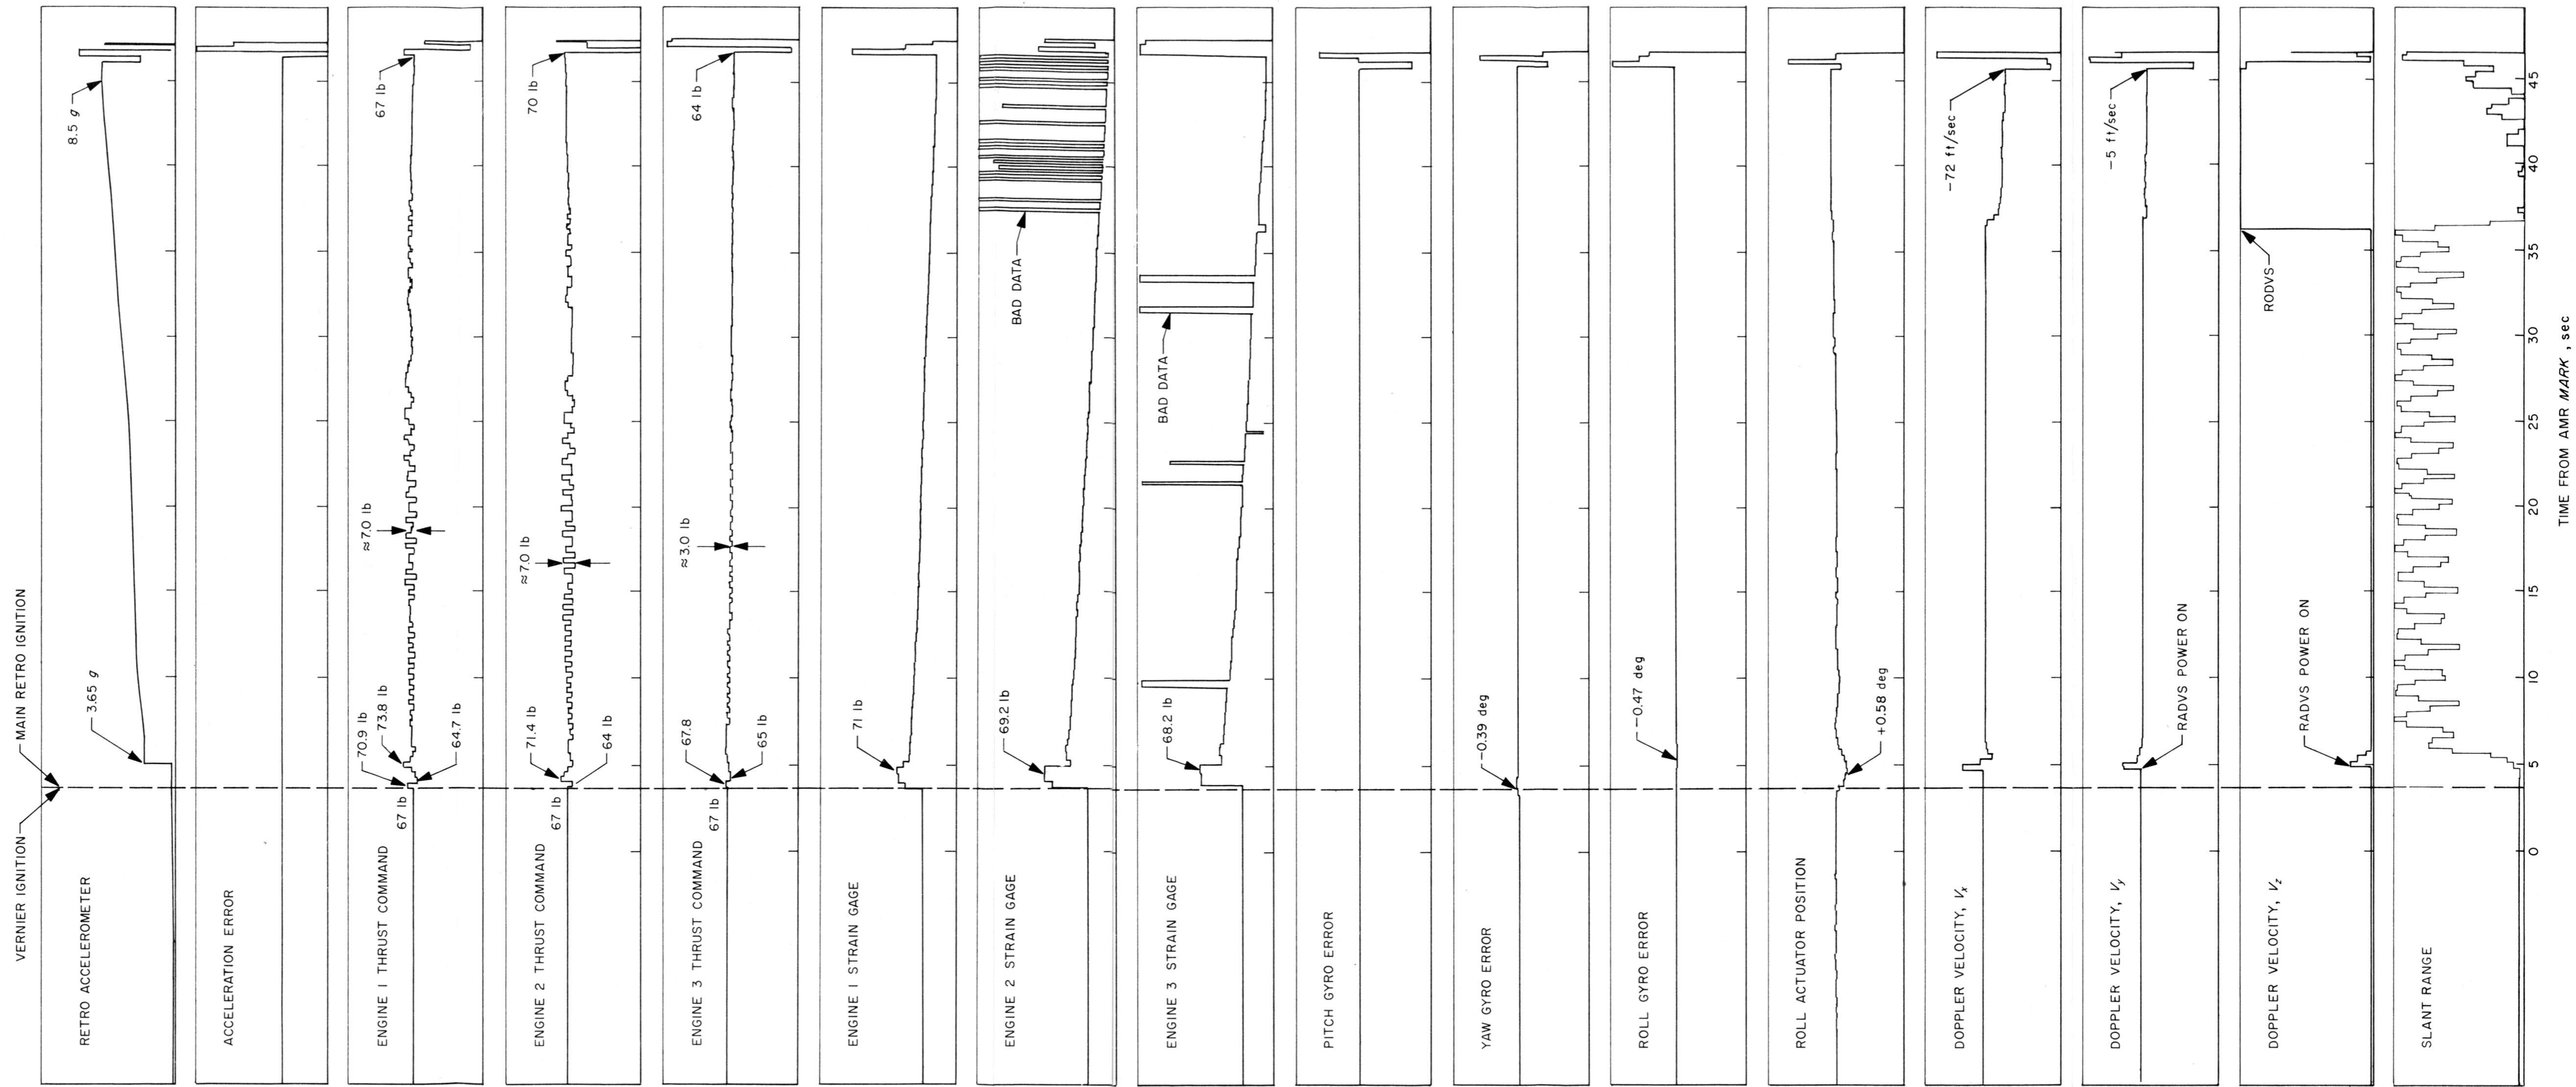 VERNIER IGNITION
MAIN RETRO IGNITION
RETRO ACCELEROMETER
3.65 g
8.5 g
ACCELERATION ERROR
ENGINE 1 THRUST COMMAND
67 lb
70.9 lb
73.8 lb
64.7 lb
≈7.0 lb
67 lb
ENGINE 2 THRUST COMMAND
67 lb
71.4 lb
64 lb
≈7.0 lb
70 lb
ENGINE 3 THRUST COMMAND
67 lb
67.8
65 lb
≈3.0 lb
64 lb
ENGINE 1 STRAIN GAGE
71 lb
ENGINE 2 STRAIN GAGE
69.2 lb
BAD DATA
ENGINE 3 STRAIN GAGE
68.2 lb
BAD DATA
PITCH GYRO ERROR
YAW GYRO ERROR
-0.39 deg
ROLL GYRO ERROR
-0.47 deg
ROLL ACTUATOR POSITION
+0.58 deg
DOPPLER VELOCITY, Vx
-72 ft/sec
DOPPLER VELOCITY, Vy
RADVS POWER ON
-5 ft/sec
DOPPLER VELOCITY, Vz
RADVS POWER ON
RODVS
SLANT RANGE
0 5 10 15 20 25 30 35 40 45
TIME FROM AMR MARK, sec